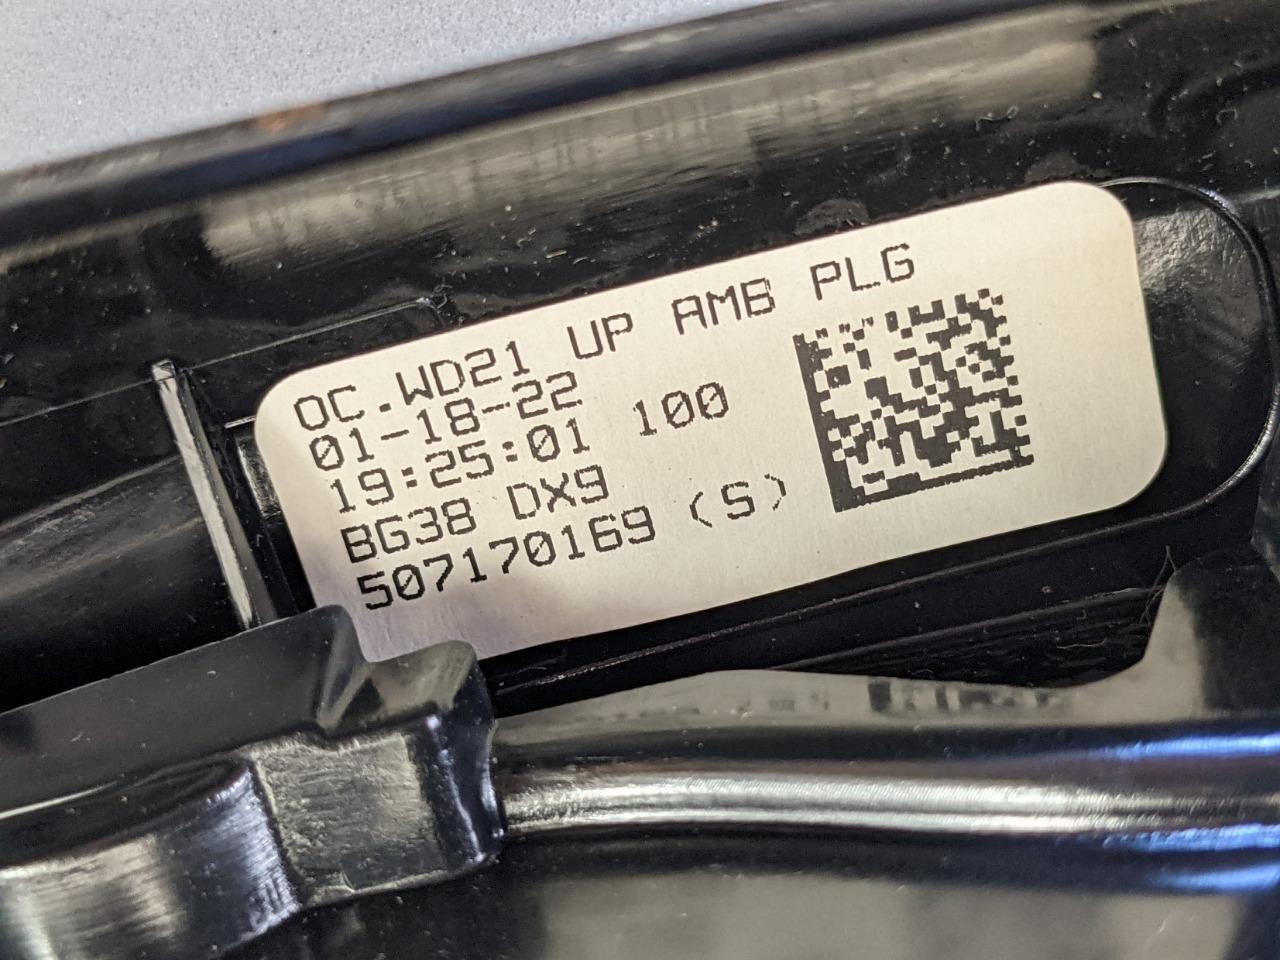 OC.WD21 UP AMB PLG
01-18-22
19:25:01 100
BG38 DX9
507170169 (S)